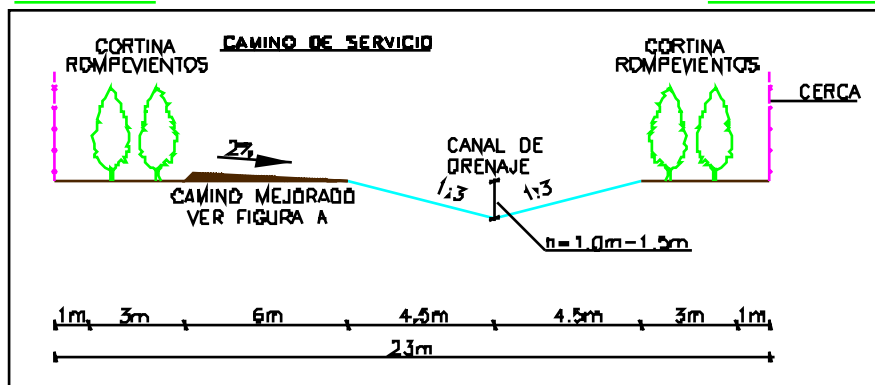 CORTINA
ROMPEVIENTOS
CAMINO DE SERVICIO
CORTINA
ROMPEVIENTOS
CERCA
2%
CANAL DE
DRENAJE
1:3
1:3
CAMINO MEJORADO
VER FIGURA A
h=1.0m-1.5m
1m
3m
6m
4.5m
4.5m
3m
1m
23m